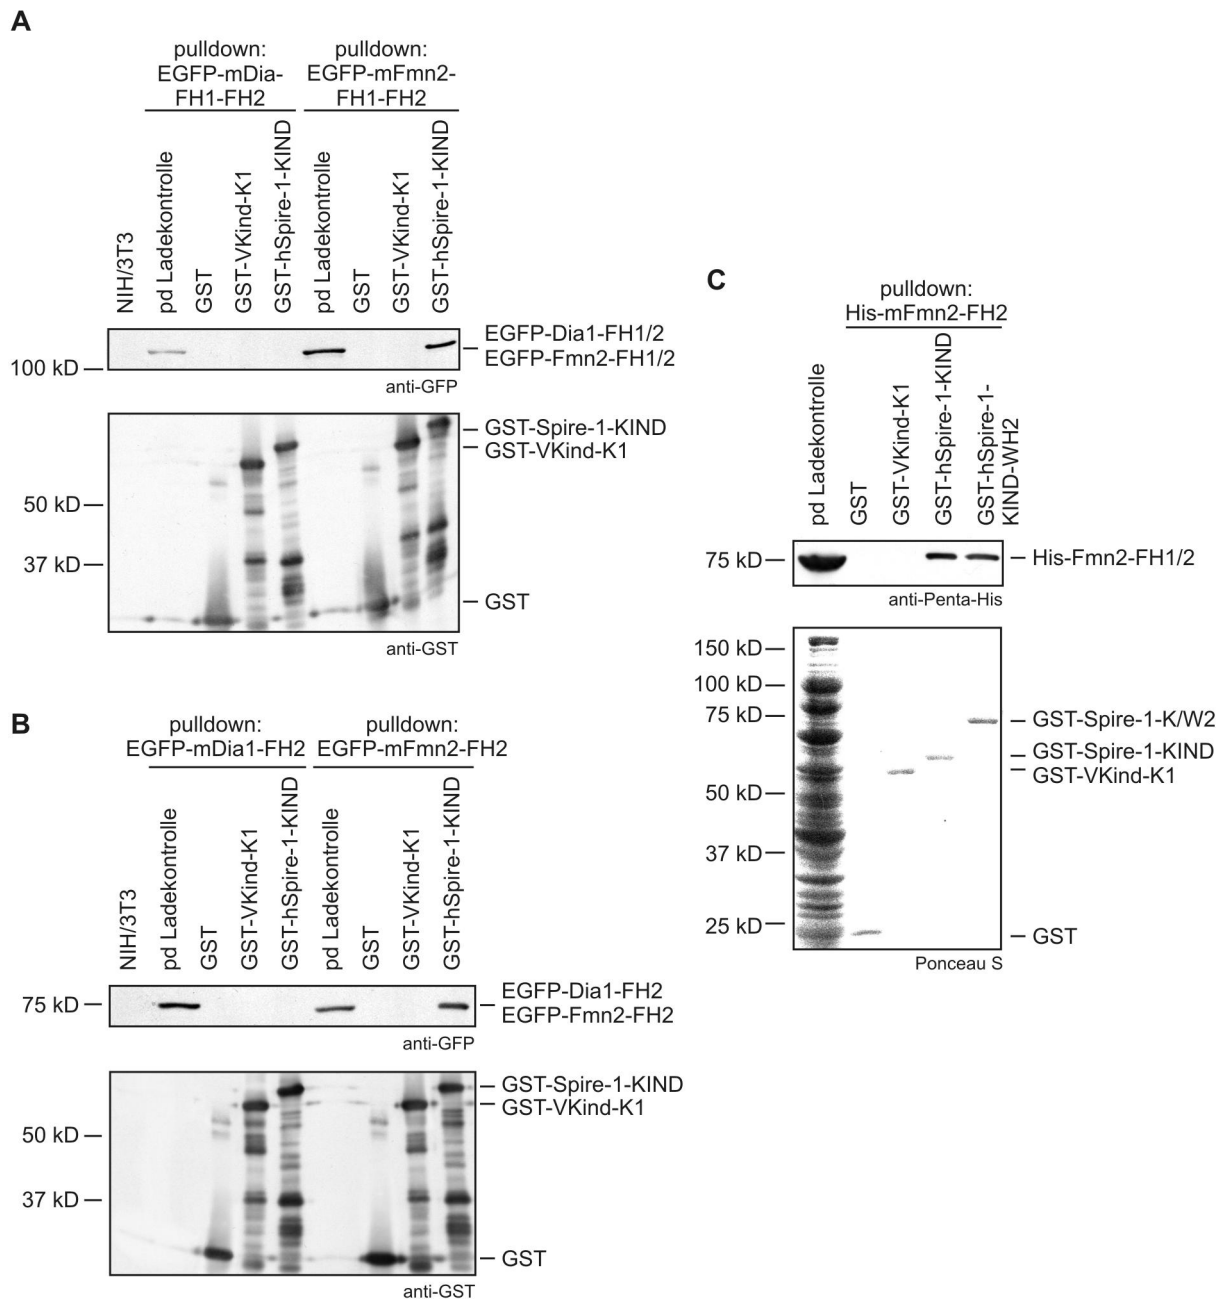 A
pulldown:
EGFP-mDia-
FH1-FH2
pulldown:
EGFP-mFmn2-
FH1-FH2
NIH/3T3
pd Ladekontrolle
GST
GST-VKind-K1
GST-hSpire-1-KIND
pd Ladekontrolle
GST
GST-VKind-K1
GST-hSpire-1-KIND
100 kD
EGFP-Dia1-FH1/2
EGFP-Fmn2-FH1/2
anti-GFP
GST-Spire-1-KIND
GST-VKind-K1
50 kD
37 kD
GST
anti-GST
B
pulldown:
EGFP-mDia1-FH2
pulldown:
EGFP-mFmn2-FH2
NIH/3T3
pd Ladekontrolle
GST
GST-VKind-K1
GST-hSpire-1-KIND
pd Ladekontrolle
GST
GST-VKind-K1
GST-hSpire-1-KIND
75 kD
EGFP-Dia1-FH2
EGFP-Fmn2-FH2
anti-GFP
GST-Spire-1-KIND
GST-VKind-K1
50 kD
37 kD
GST
anti-GST
C
pulldown:
His-mFmn2-FH2
pd Ladekontrolle
GST
GST-VKind-K1
GST-hSpire-1-KIND
GST-hSpire-1-
KIND-WH2
75 kD
His-Fmn2-FH1/2
anti-Penta-His
150 kD
100 kD
75 kD
50 kD
37 kD
25 kD
GST-Spire-1-K/W2
GST-Spire-1-KIND
GST-VKind-K1
GST
Ponceau S